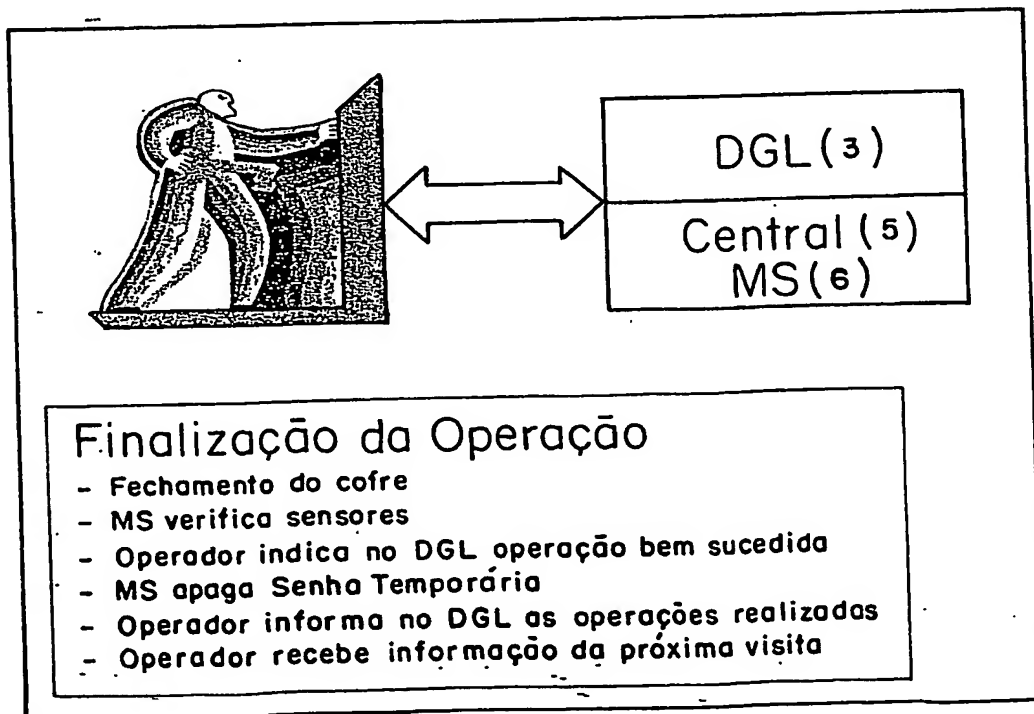 DGL (3)
Central (5)
MS (6)
Finalização da Operação
- Fechamento do cofre
- MS verifica sensores
- Operador indica no DGL operação bem sucedida
- MS apaga Senha Temporária
- Operador informa no DGL as operações realizadas
- Operador recebe informação da próxima visita